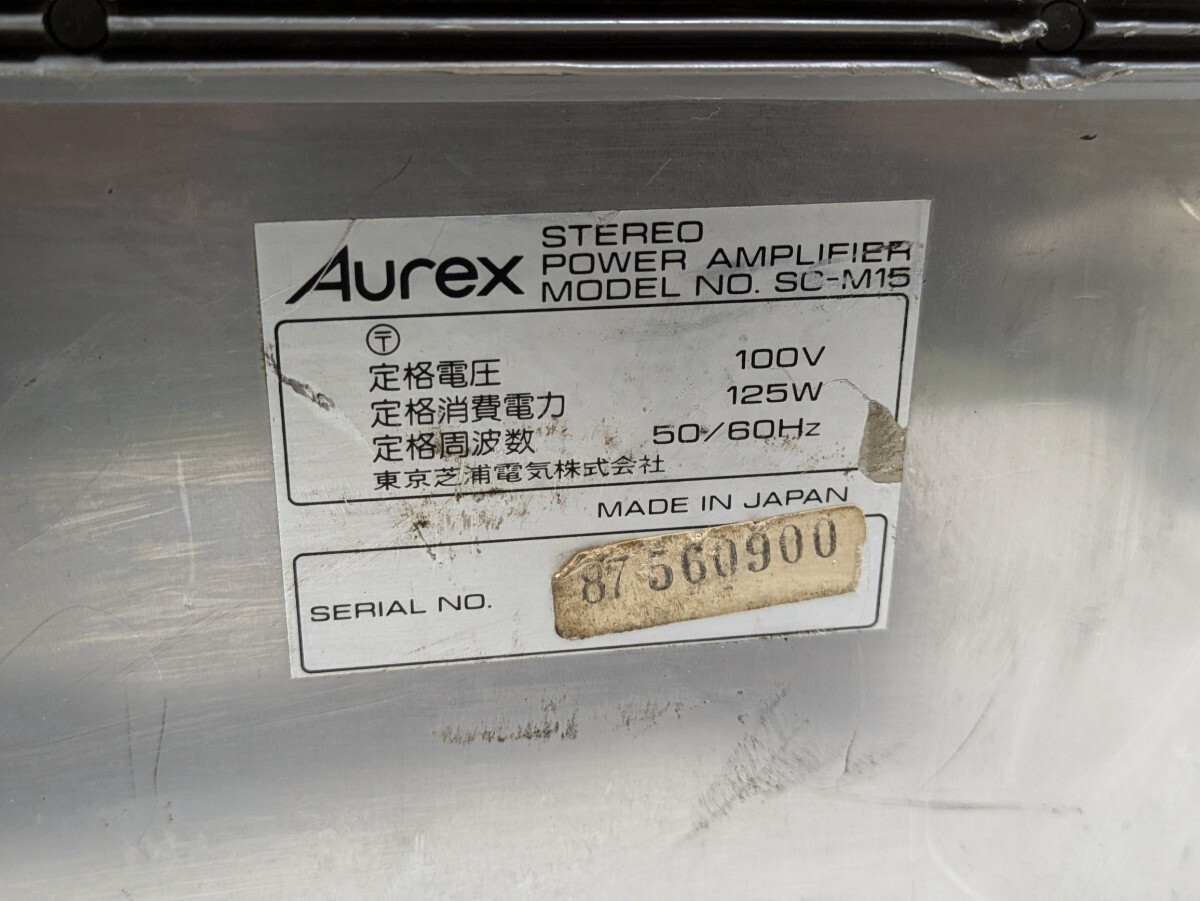 Aurex
STEREO
POWER AMPLIFIER
MODEL NO. SC-M15
〒
定格電圧 100V
定格消費電力 125W
定格周波数 50/60Hz
東京芝浦電気株式会社
MADE IN JAPAN
SERIAL NO. 87560900